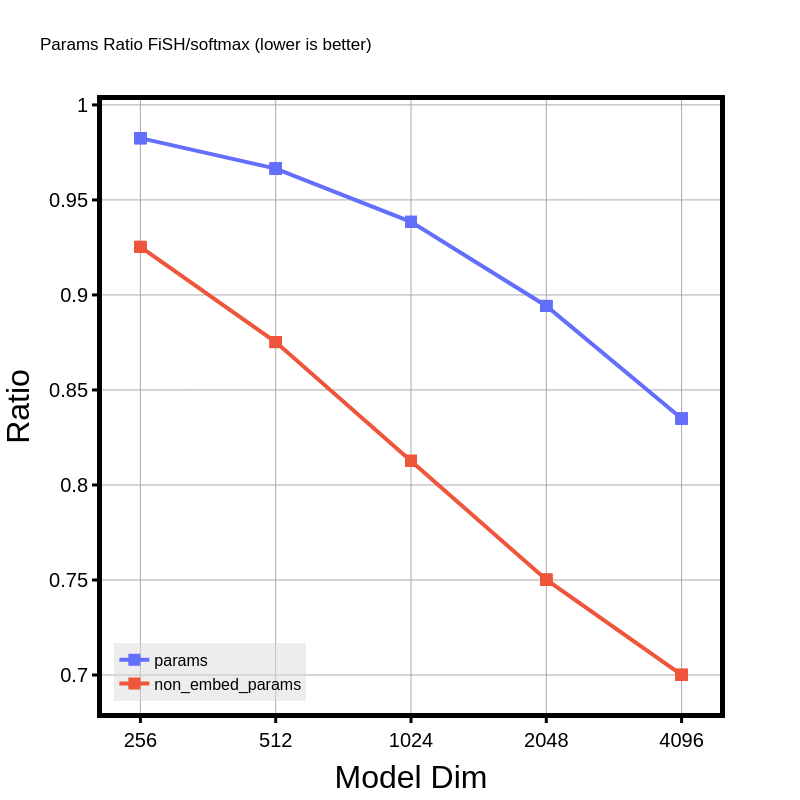 Params Ratio FiSH/softmax (lower is better)
1
0.95
0.9
0.85
0.8
0.75
0.7
Ratio
params
non_embed_params
256 512 1024 2048 4096
Model Dim